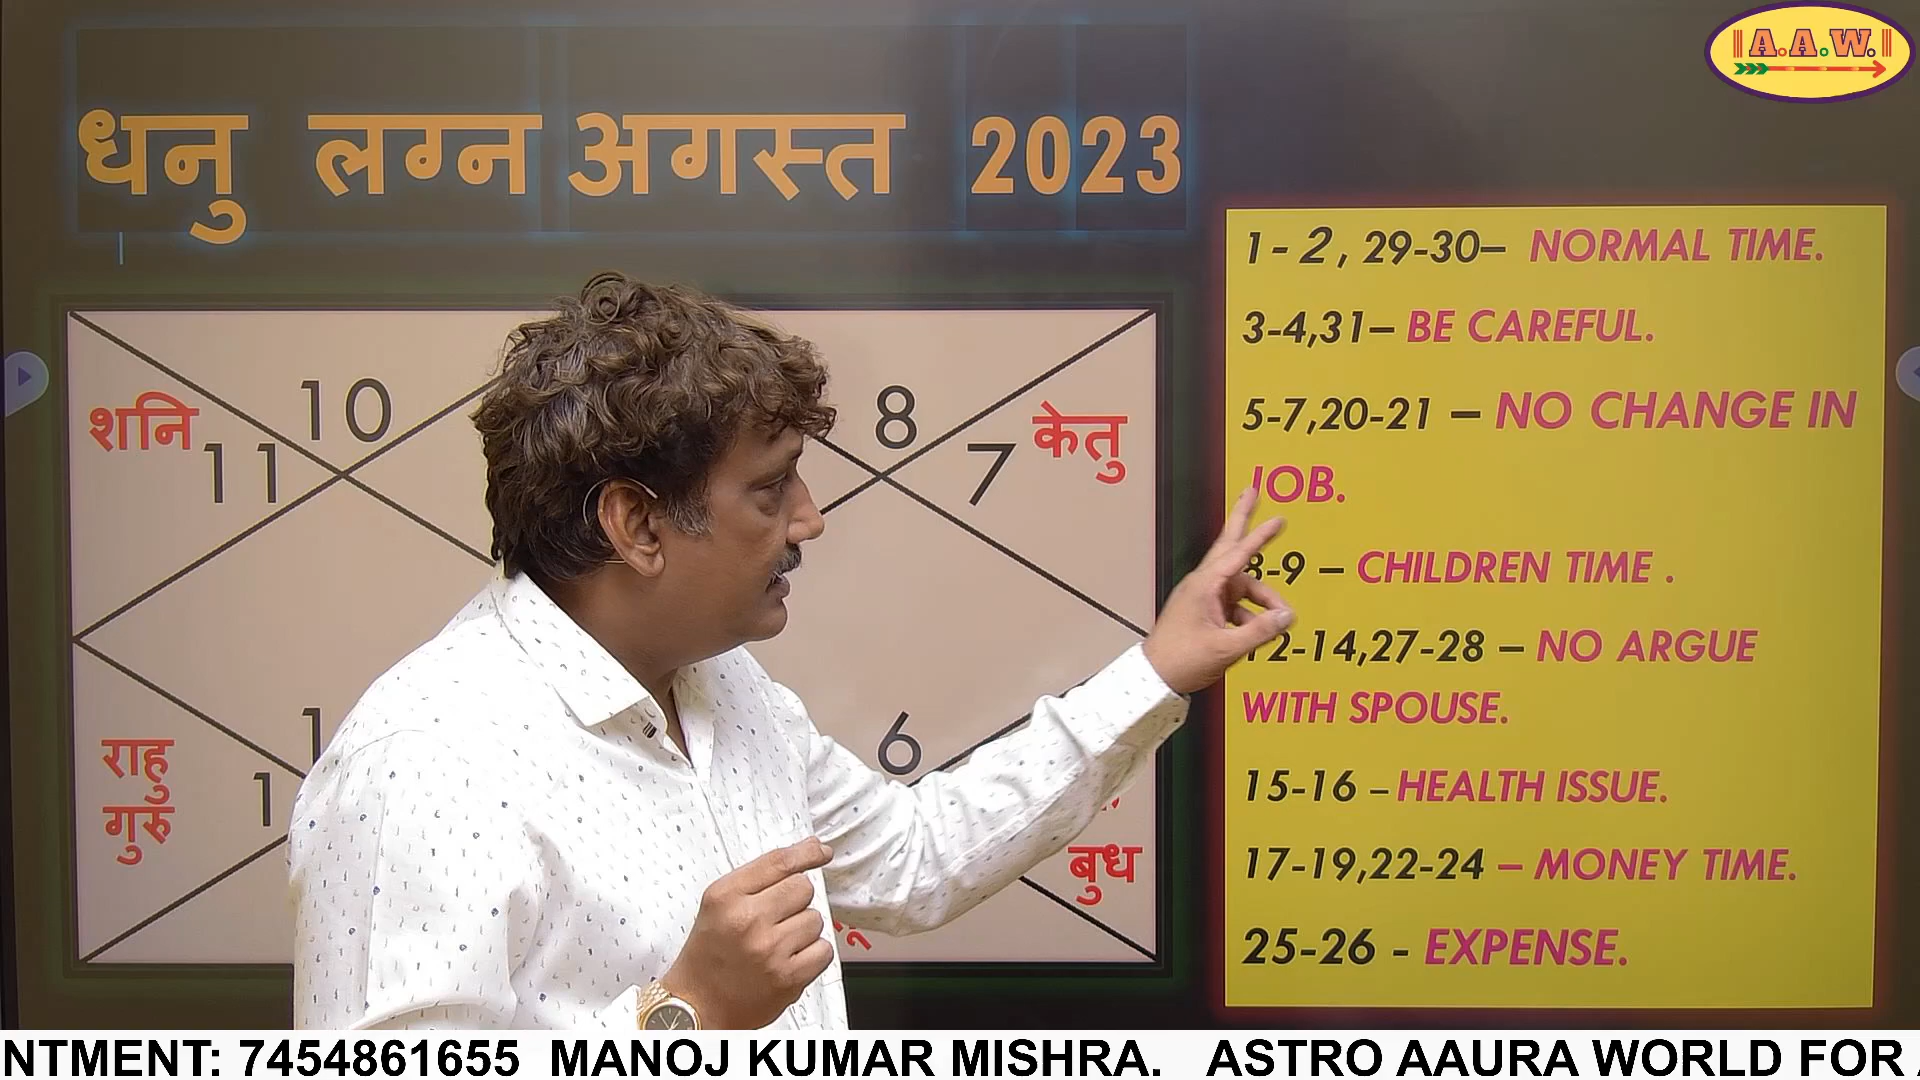 A.A.W.
धनु लग्न अगस्त 2023
1-2, 29-30– NORMAL TIME.
3-4,31– BE CAREFUL.
5-7,20-21 – NO CHANGE IN
JOB.
8-9 – CHILDREN TIME .
12-14,27-28 – NO ARGUE
WITH SPOUSE.
15-16 – HEALTH ISSUE.
17-19,22-24 – MONEY TIME.
25-26 - EXPENSE.
शनि
11
10
8
7
केतु
राहु
गुरु
1
6
बुध
NTMENT: 7454861655 MANOJ KUMAR MISHRA. ASTRO AAURA WORLD FOR